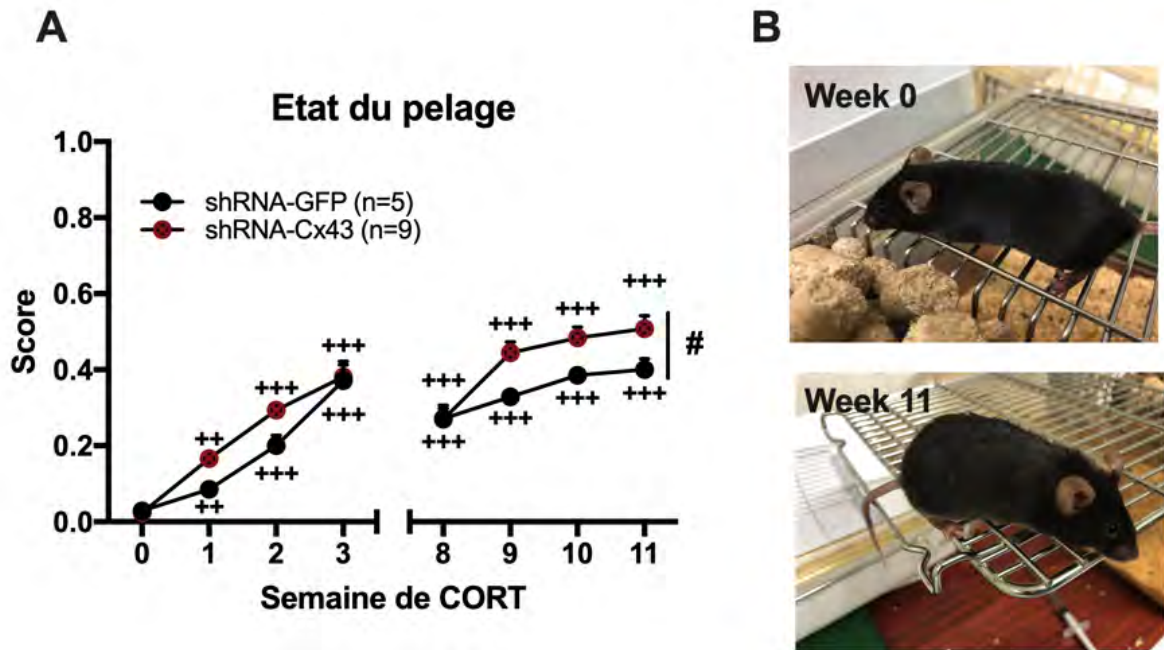 A
B
Etat du pelage
1.0
0.8
0.6
0.4
0.2
0.0
Score
shRNA-GFP (n=5)
shRNA-Cx43 (n=9)
++
++
+++
+++
+++
+++
+++
+++
+++
+++
+++
+++
+++
+++
#
0 1 2 3 8 9 10 11
Semaine de CORT
Week 0
Week 11